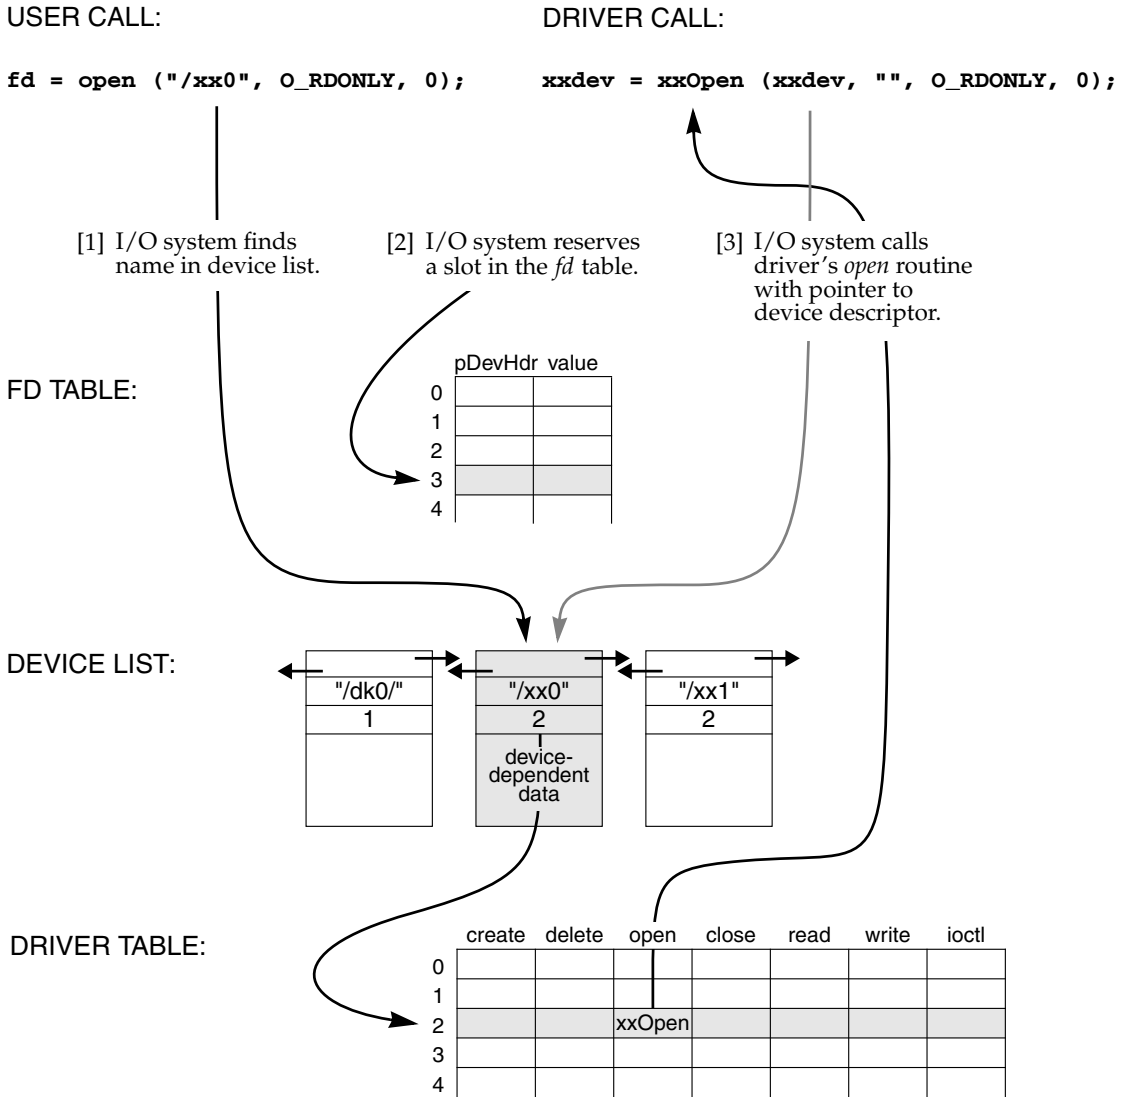 USER CALL:
DRIVER CALL:
fd = open ("/xx0", O_RDONLY, 0);
xxdev = xxOpen (xxdev, "", O_RDONLY, 0);
[1] I/O system finds
name in device list.
[2] I/O system reserves
a slot in the fd table.
[3] I/O system calls
driver's open routine
with pointer to
device descriptor.
FD TABLE:
pDevHdr value
0
1
2
3
4
DEVICE LIST:
"/dk0/"
1
"/xx0"
2
device-
dependent
data
"/xx1"
2
DRIVER TABLE:
create delete open close read write ioctl
0
1
2 xxOpen
3
4